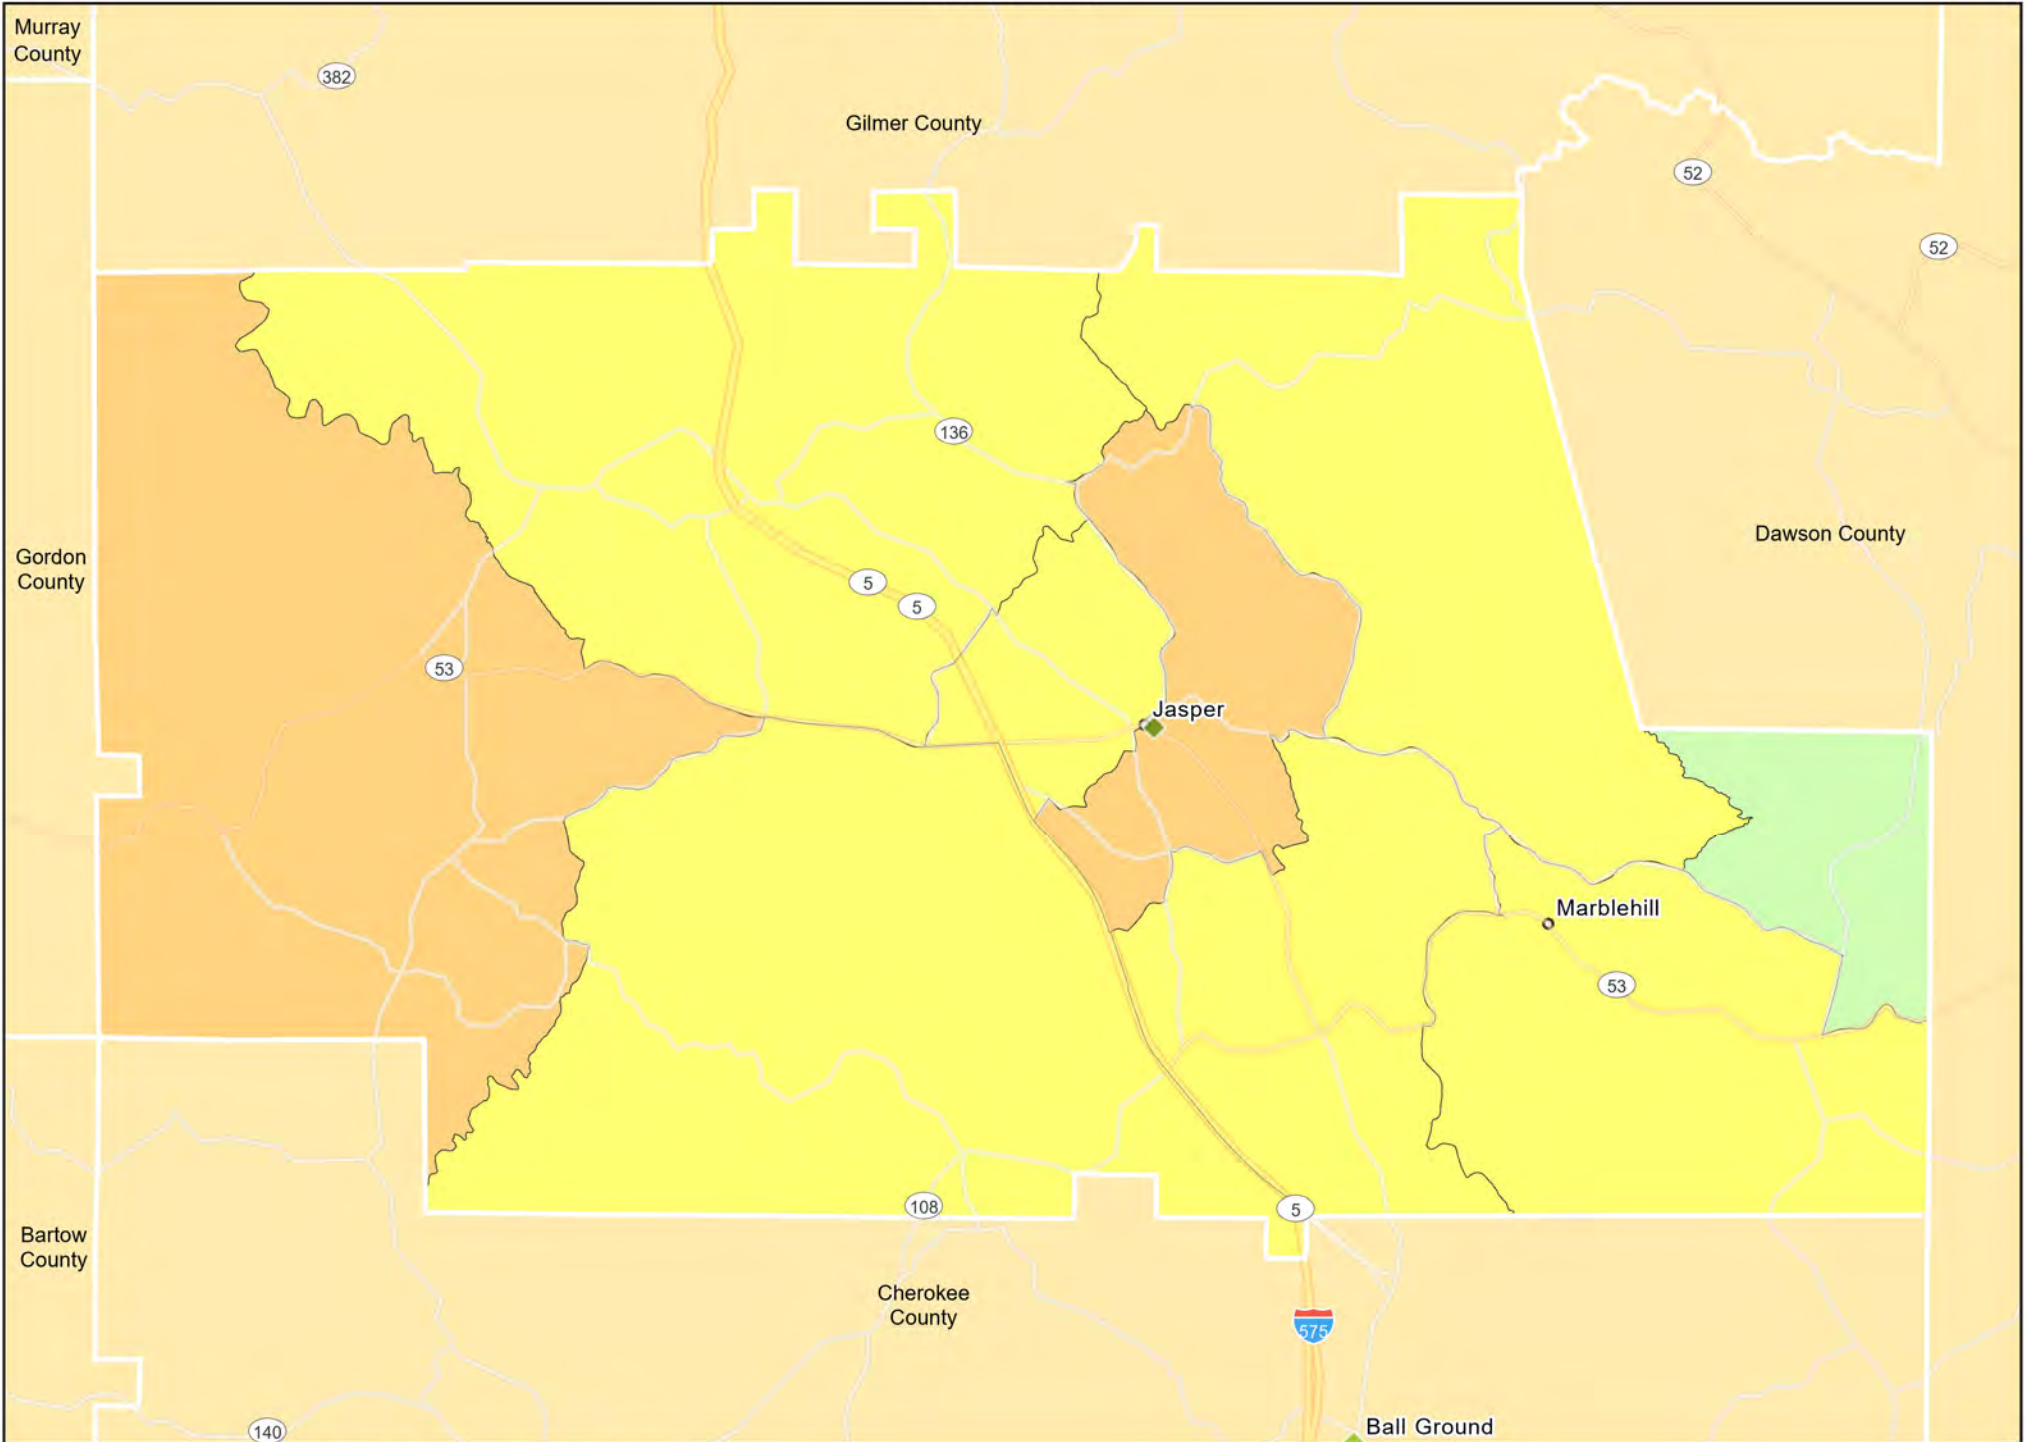 Murray
County
382
Gilmer County
52
52
136
Dawson County
Gordon
County
5
5
53
Jasper
Marblehill
53
108
5
Bartow
County
Cherokee
County
575
Ball Ground
140